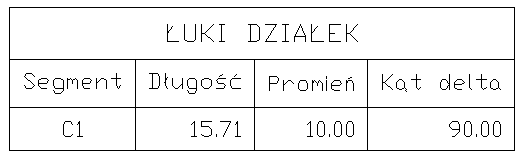 ŁUKI DZIAŁEK
Segment Długość Promień Kąt delta
C1 15.71 10.00 90.00